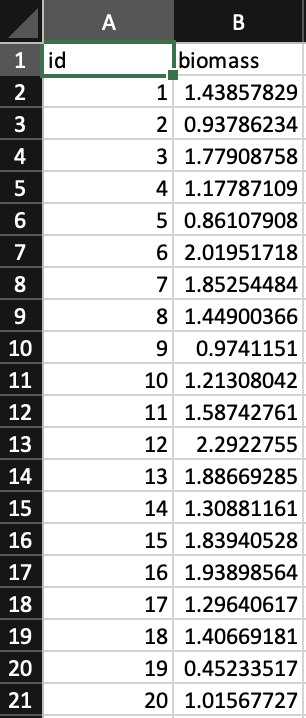 A B
1 id biomass
2 1 1.43857829
3 2 0.93786234
4 3 1.77908758
5 4 1.17787109
6 5 0.86107908
7 6 2.01951718
8 7 1.85254484
9 8 1.44900366
10 9 0.9741151
11 10 1.21308042
12 11 1.58742761
13 12 2.2922755
14 13 1.88669285
15 14 1.30881161
16 15 1.83940528
17 16 1.93898564
18 17 1.29640617
19 18 1.40669181
20 19 0.45233517
21 20 1.01567727